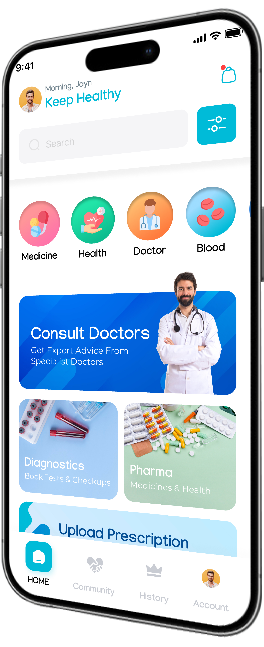 9:41
Morning, Joy!
Keep Healthy
Search
Medicine
Health
Doctor
Blood
Consult Doctors
Get Expert Advice From
Specialist Doctors
Diagnostics
Book Tests & Checkups
Pharma
Medicines & Health
Upload Prescription
HOME
Community
History
Account